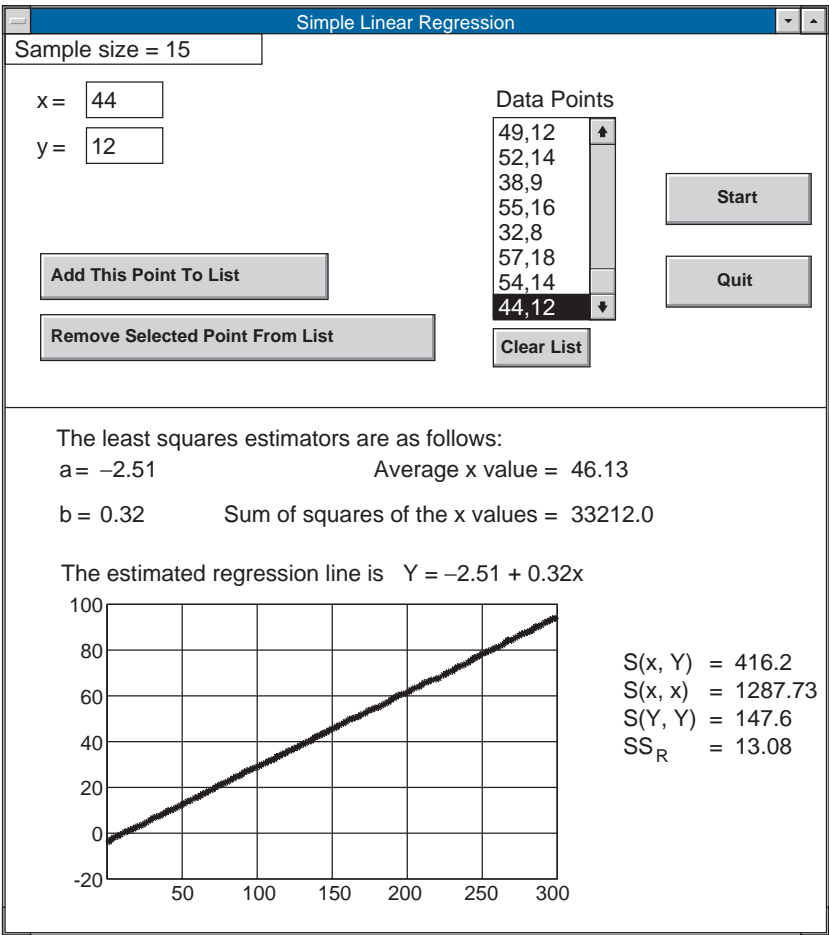 Simple Linear Regression
Sample size = 15
x = 44
y = 12
Data Points
49,12
52,14
38,9
55,16
32,8
57,18
54,14
44,12
Start
Quit
Add This Point To List
Remove Selected Point From List
Clear List
The least squares estimators are as follows:
a = −2.51 Average x value = 46.13
b = 0.32 Sum of squares of the x values = 33212.0
The estimated regression line is Y = −2.51 + 0.32x
100
80
60
40
20
0
-20
50 100 150 200 250 300
S(x, Y) = 416.2
S(x, x) = 1287.73
S(Y, Y) = 147.6
SS_R = 13.08